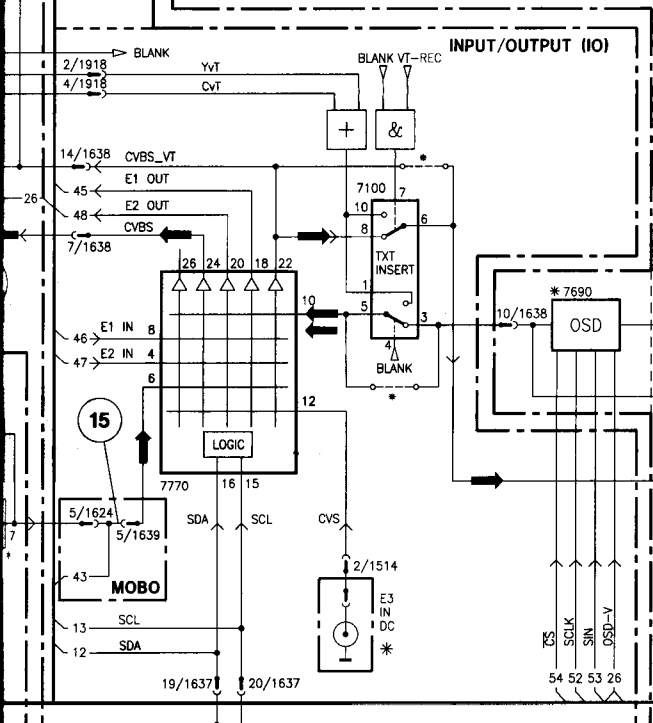 INPUT/OUTPUT (IO)
BLANK
BLANK VT-REC
2/1918 YVT
4/1918 CVT
+ &
14/1638 CVBS_VT *
26 45 E1 OUT 7100 7
48 E2 OUT 10 6
CVBS 8
7/1638 TXT
INSERT
26 24 20 18 22
1 * 7690
10 5 3 10/1638 OSD
46 E1 IN 8
47 E2 IN 4 4
BLANK
6 *
12
15
LOGIC
7770 16 15
5/1624 SDA SCL CVS
7 5/1639
*
2/1514
43 MOBO
E3
IN
DC
*
13 SCL
12 SDA
CS SCLK SIN OSD-V
19/1637 20/1637 54 52 53 26